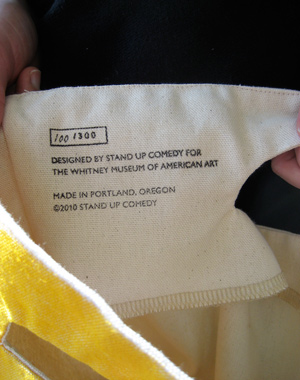 100 / 300
DESIGNED BY STAND UP COMEDY FOR
THE WHITNEY MUSEUM OF AMERICAN ART
MADE IN PORTLAND, OREGON
©2010 STAND UP COMEDY